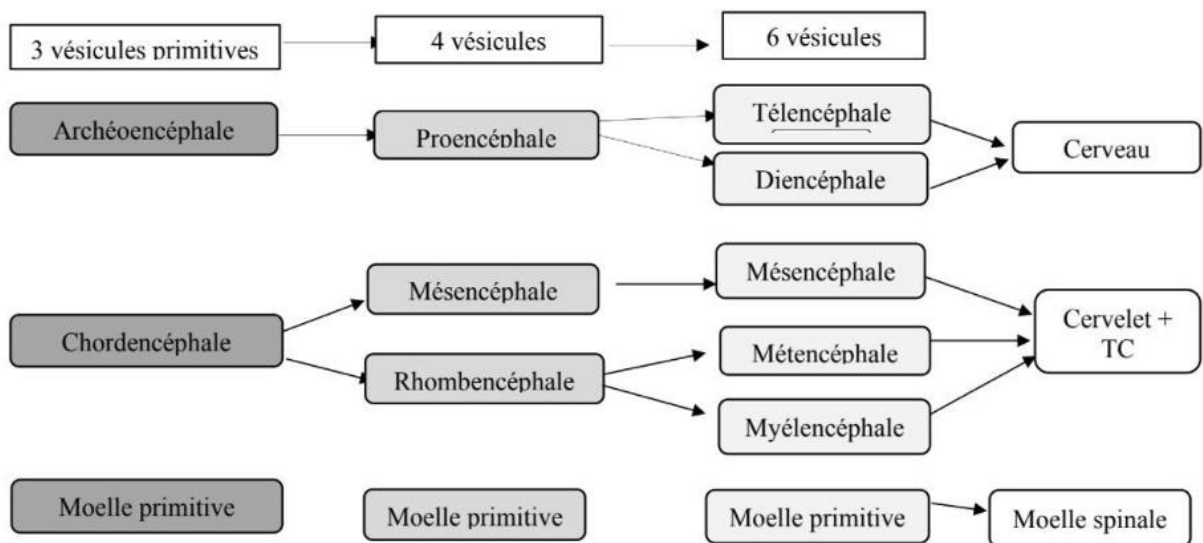 3 vésicules primitives
4 vésicules
6 vésicules
Archéoencéphale
Proencéphale
Télencéphale
Diencéphale
Cerveau
Chordencéphale
Mésencéphale
Rhombencéphale
Mésencéphale
Métencéphale
Myélencéphale
Cervelet +
TC
Moelle primitive
Moelle primitive
Moelle primitive
Moelle spinale